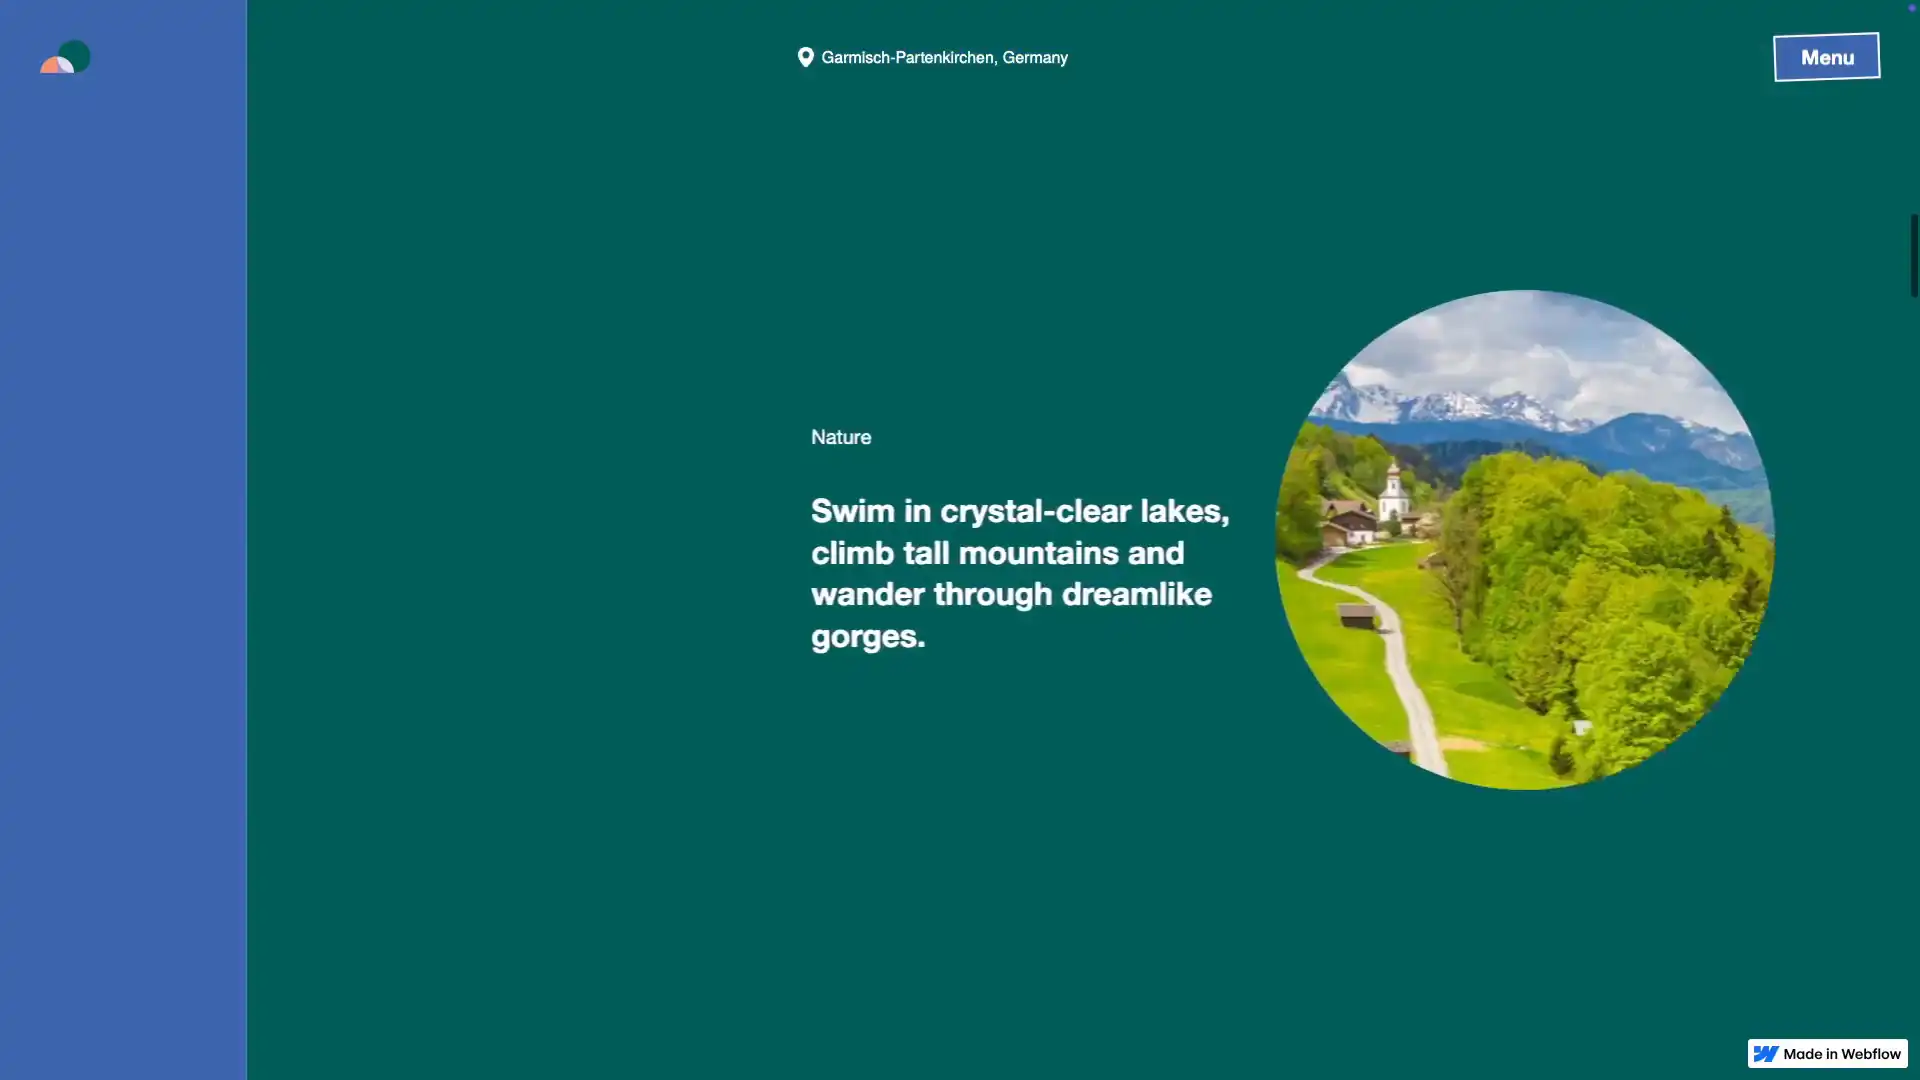 Garmisch-Partenkirchen, Germany
Menu
Nature
Swim in crystal-clear lakes,
climb tall mountains and
wander through dreamlike
gorges.
Made in Webflow